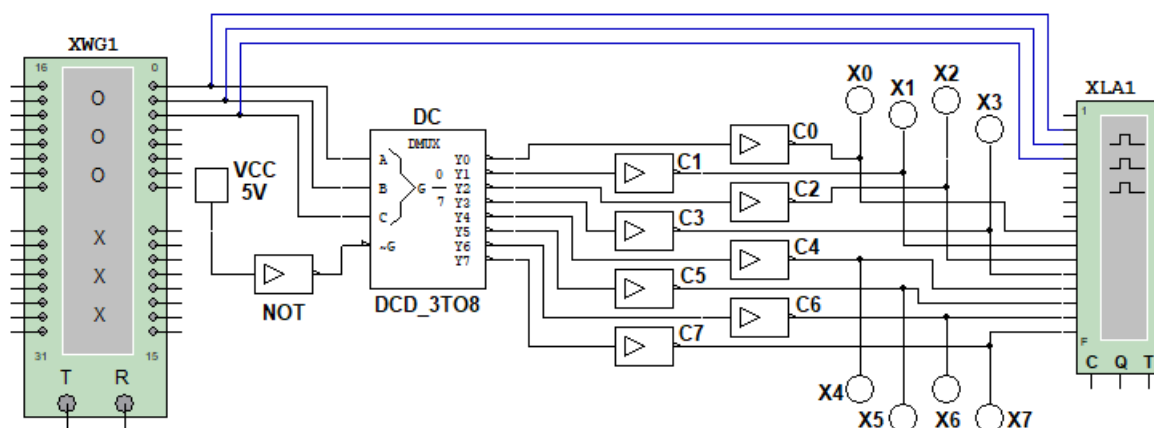 XWG1
16 0
O
O
O
X
X
X
31 15
T R
VCC
5V
NOT
DC
DMUX
A
B
C
G 0
7
~G
Y0
Y1
Y2
Y3
Y4
Y5
Y6
Y7
DCD_3TO8
C0
C1
C2
C3
C4
C5
C6
C7
X0
X1
X2
X3
X4
X5
X6
X7
XLA1
1
F
C Q T